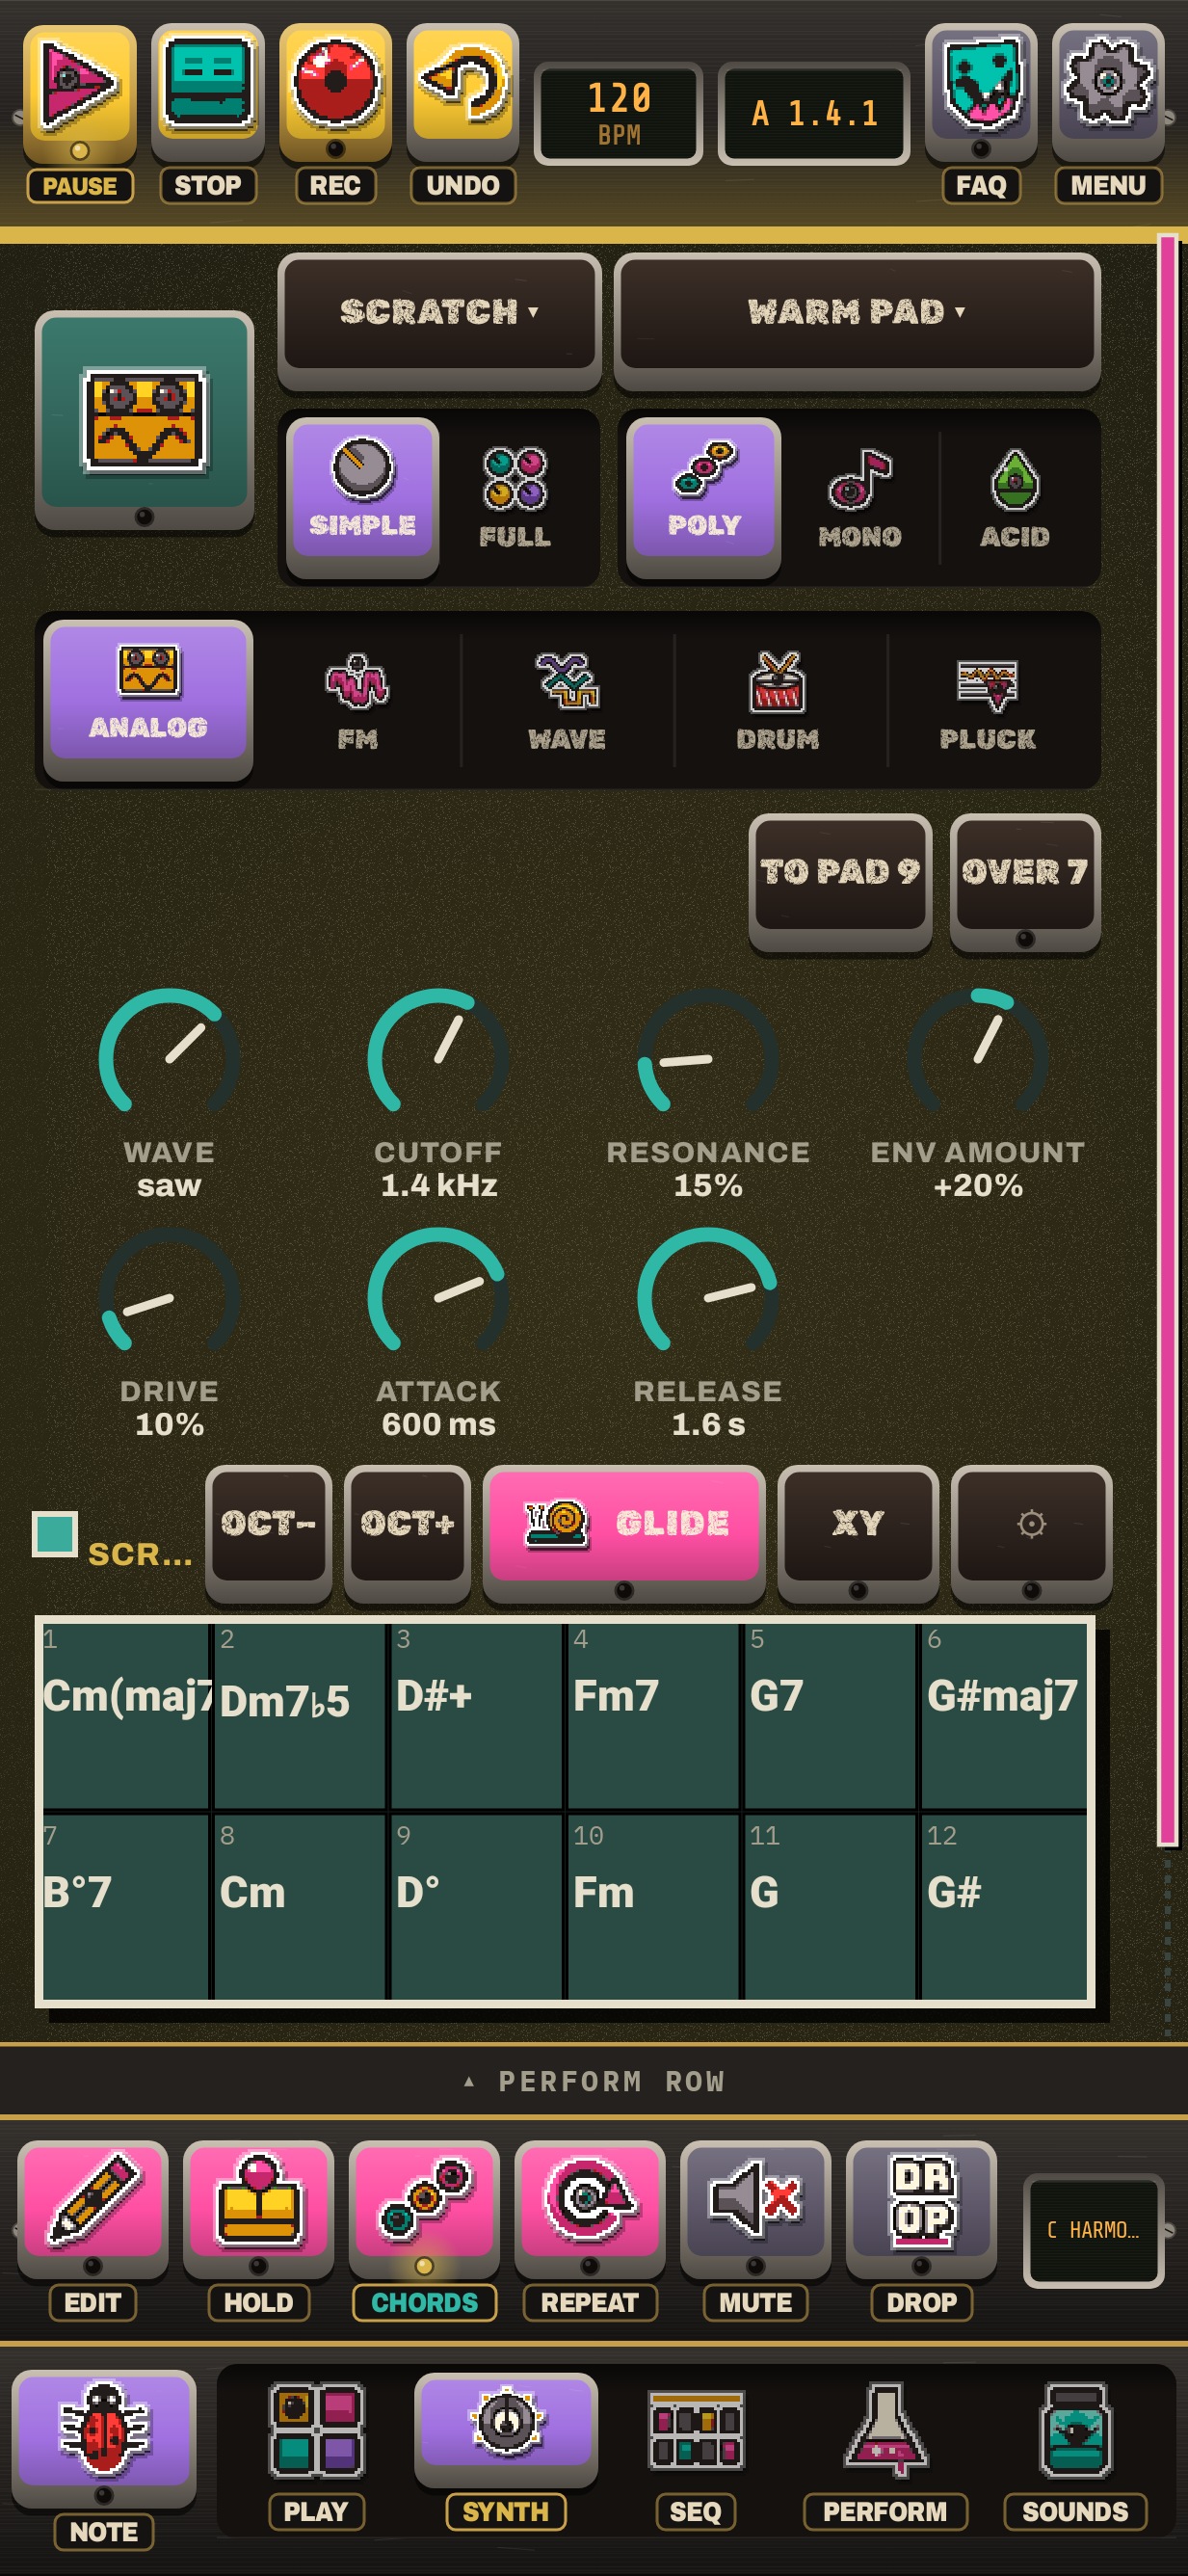 PAUSE STOP REC UNDO 120 BPM A 1.4.1 FAQ MENU
SCRATCH ▾ WARM PAD ▾
SIMPLE FULL POLY MONO ACID
ANALOG FM WAVE DRUM PLUCK
TO PAD 9 OVER 7
WAVE CUTOFF RESONANCE ENV AMOUNT
saw 1.4 kHz 15% +20%
DRIVE ATTACK RELEASE
10% 600 ms 1.6 s
SCR... OCT- OCT+ GLIDE XY
1 2 3 4 5 6
Cm(maj7 Dm7♭5 D#+ Fm7 G7 G#maj7
7 8 9 10 11 12
B°7 Cm D° Fm G G#
▴ PERFORM ROW
DROP C HARMO...
EDIT HOLD CHORDS REPEAT MUTE DROP
NOTE PLAY SYNTH SEQ PERFORM SOUNDS